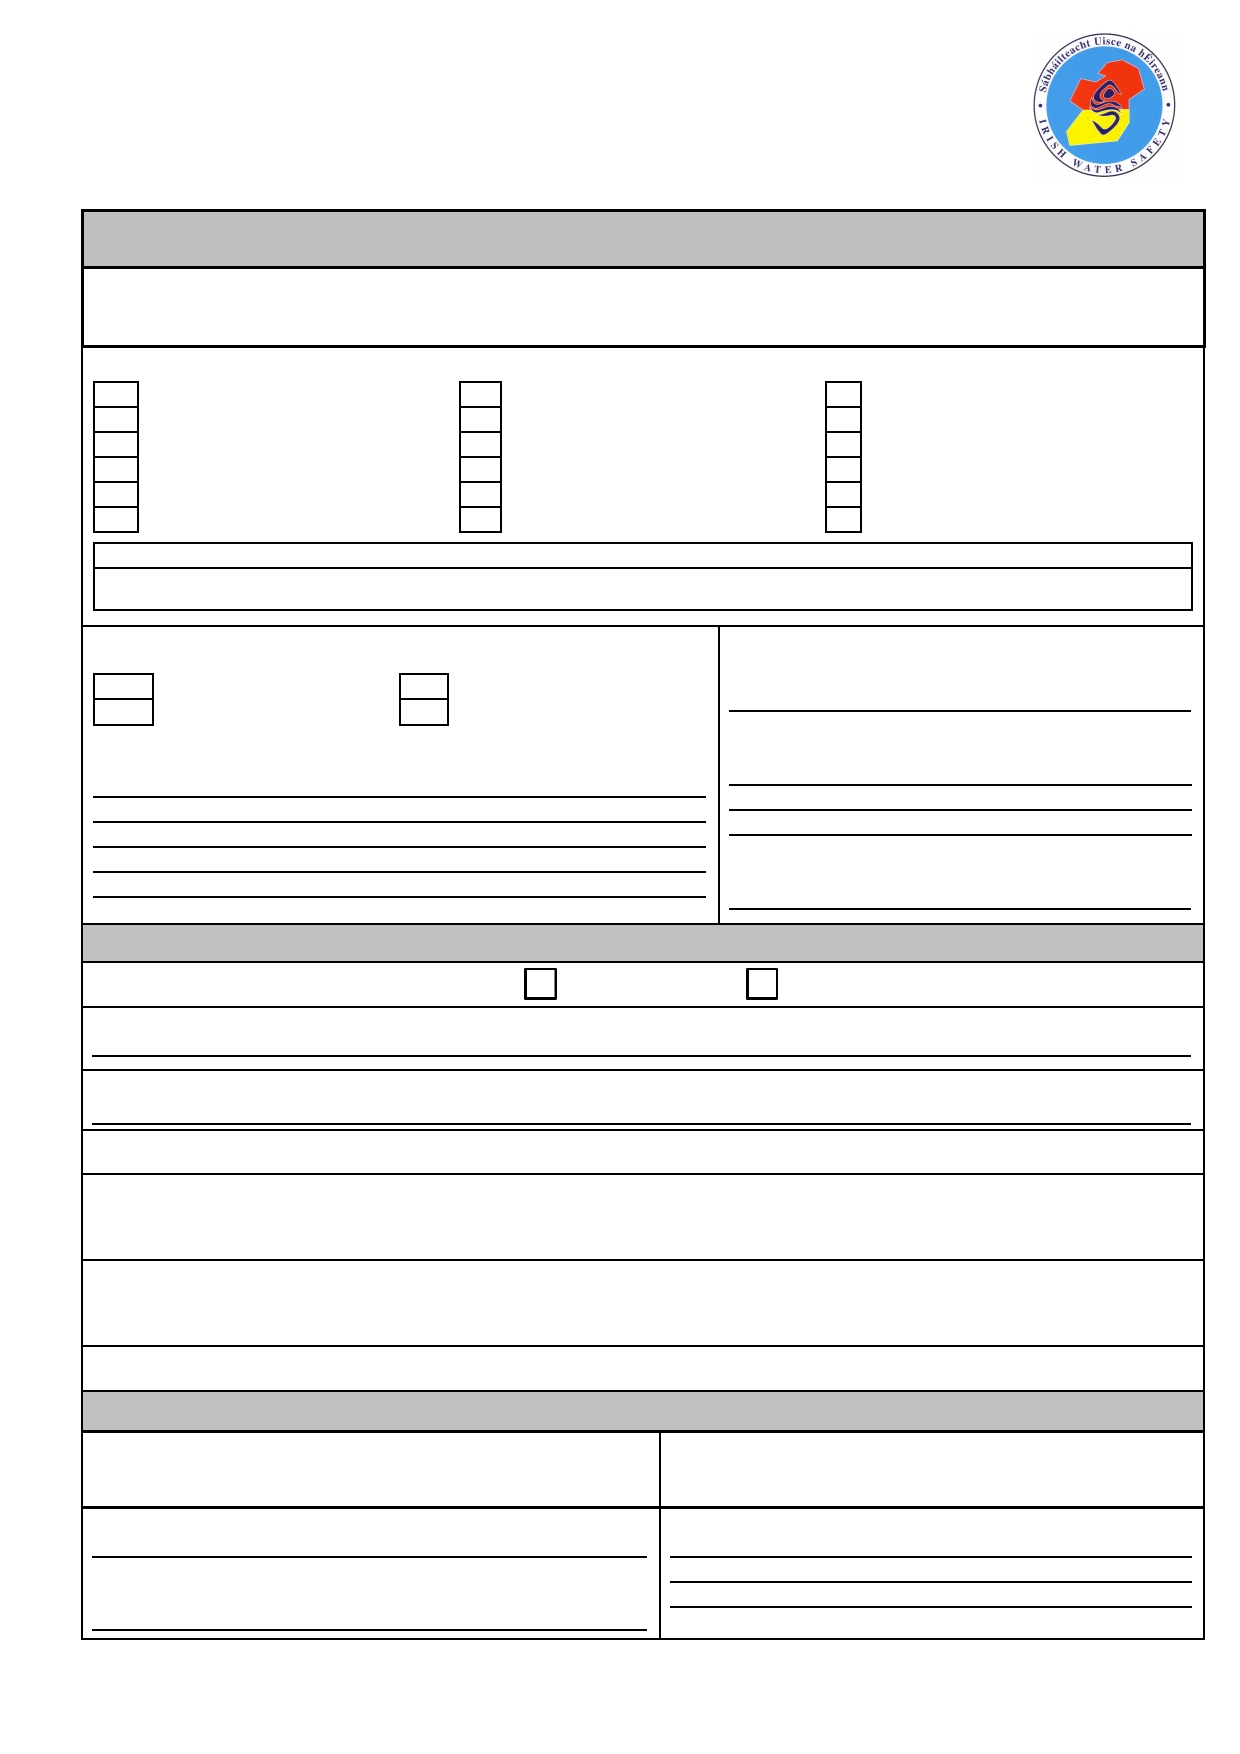 Sábháilteacht Uisce na hÉireann
• IRISH WATER SAFETY •